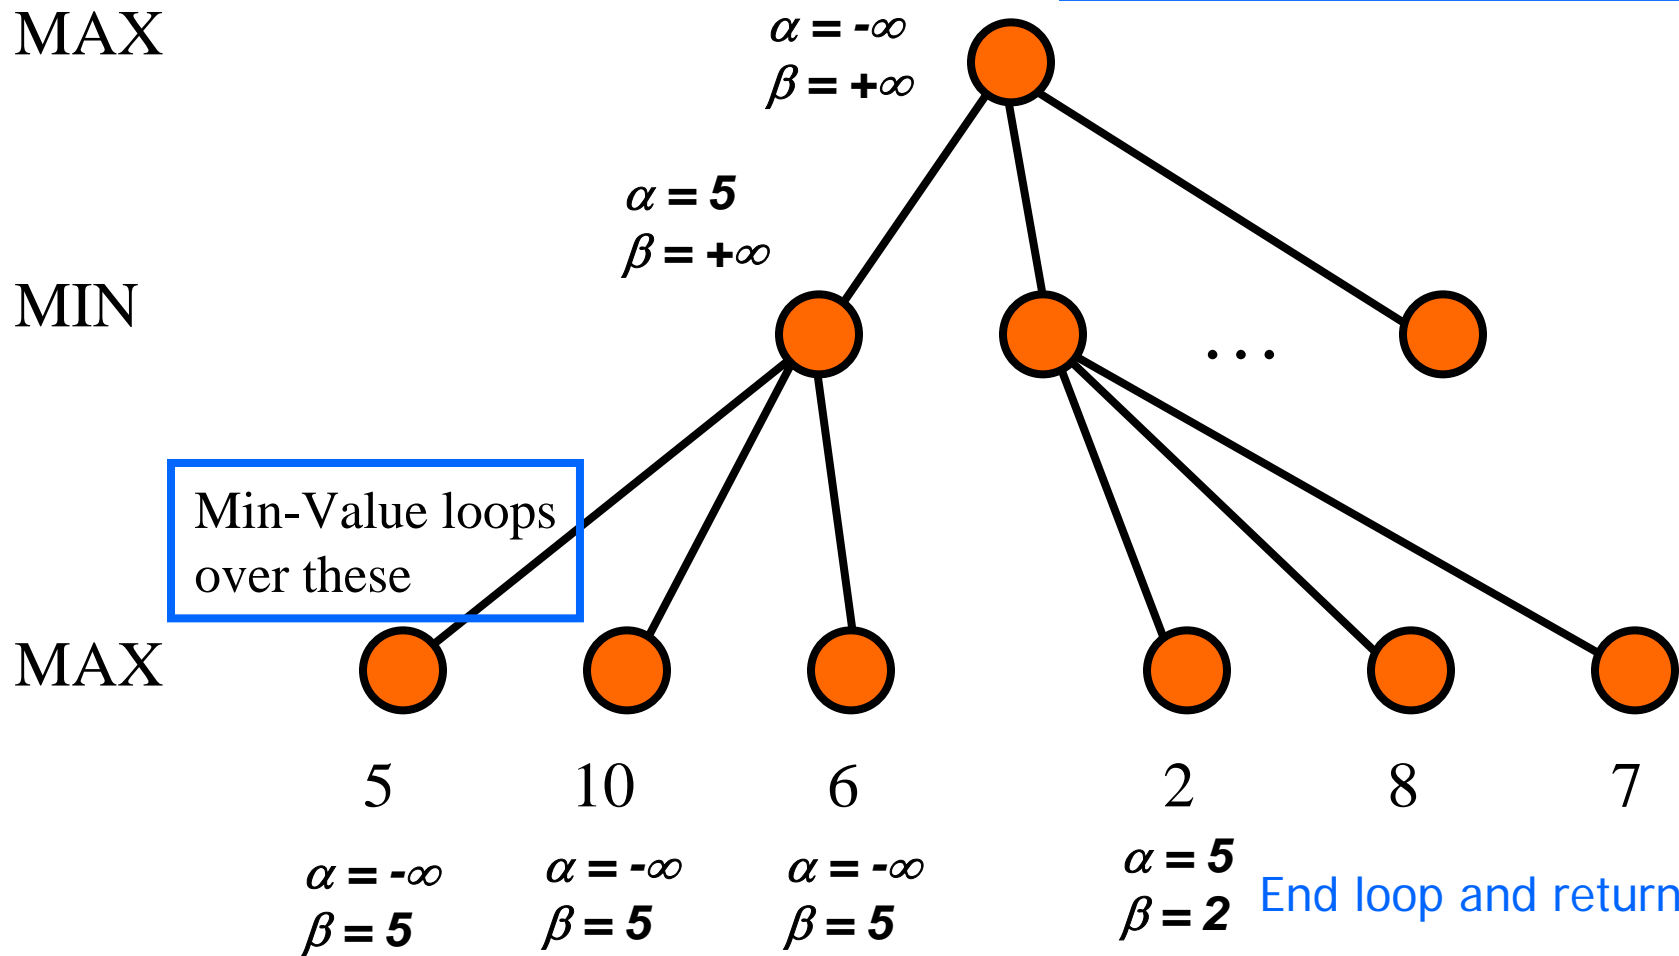 MAX
α = -∞
β = +∞
α = 5
β = +∞
MIN
...
Min-Value loops
over these
MAX
5 10 6 2 8 7
α = -∞ α = -∞ α = -∞ α = 5
β = 5 β = 5 β = 5 β = 2
End loop and return